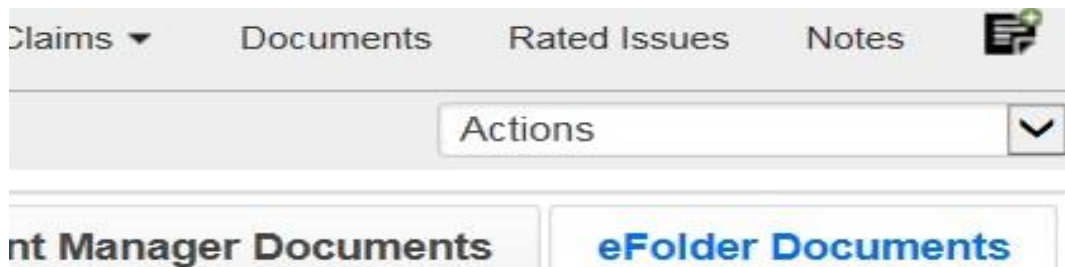 Claims Documents Rated Issues Notes
Actions
nt Manager Documents eFolder Documents